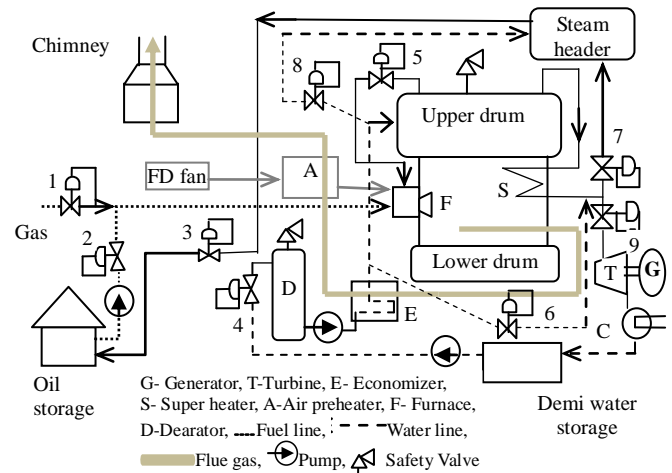 Chimney
Steam
header
8
5
Upper drum
7
1
FD fan
A
F
S
Gas
2
3
9
Lower drum
T
G
D
4
E
6
C
Oil
storage
Demi water
storage
G- Generator, T-Turbine, E- Economizer,
S- Super heater, A-Air preheater, F- Furnace,
D-Dearator, Fuel line, Water line,
Flue gas, Pump, Safety Valve